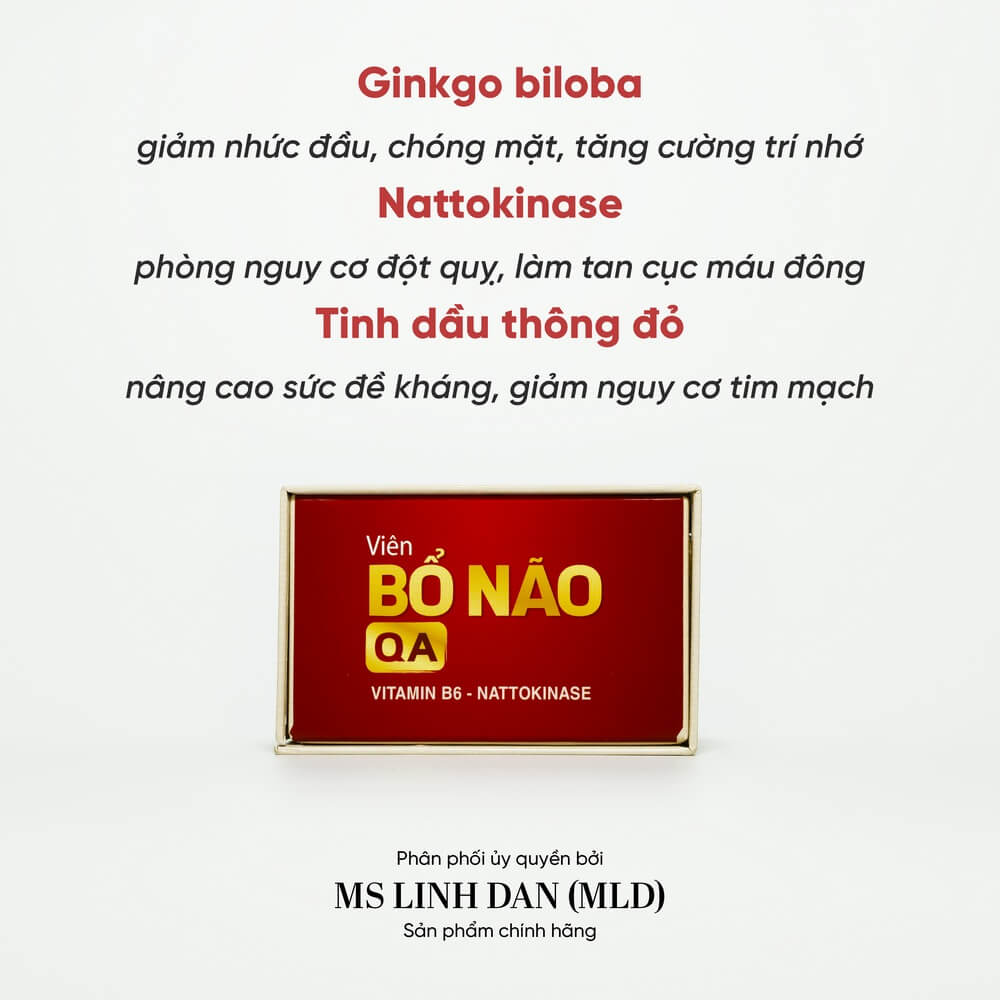 Ginkgo biloba
giảm nhức đầu, chóng mặt, tăng cường trí nhớ
Nattokinase
phòng nguy cơ đột quỵ, làm tan cục máu đông
Tinh dầu thông đỏ
nâng cao sức đề kháng, giảm nguy cơ tim mạch
Viên
BỔ NÃO
QA
VITAMIN B6 - NATTOKINASE
Phân phối ủy quyền bởi
MS LINH DAN (MLD)
Sản phẩm chính hãng